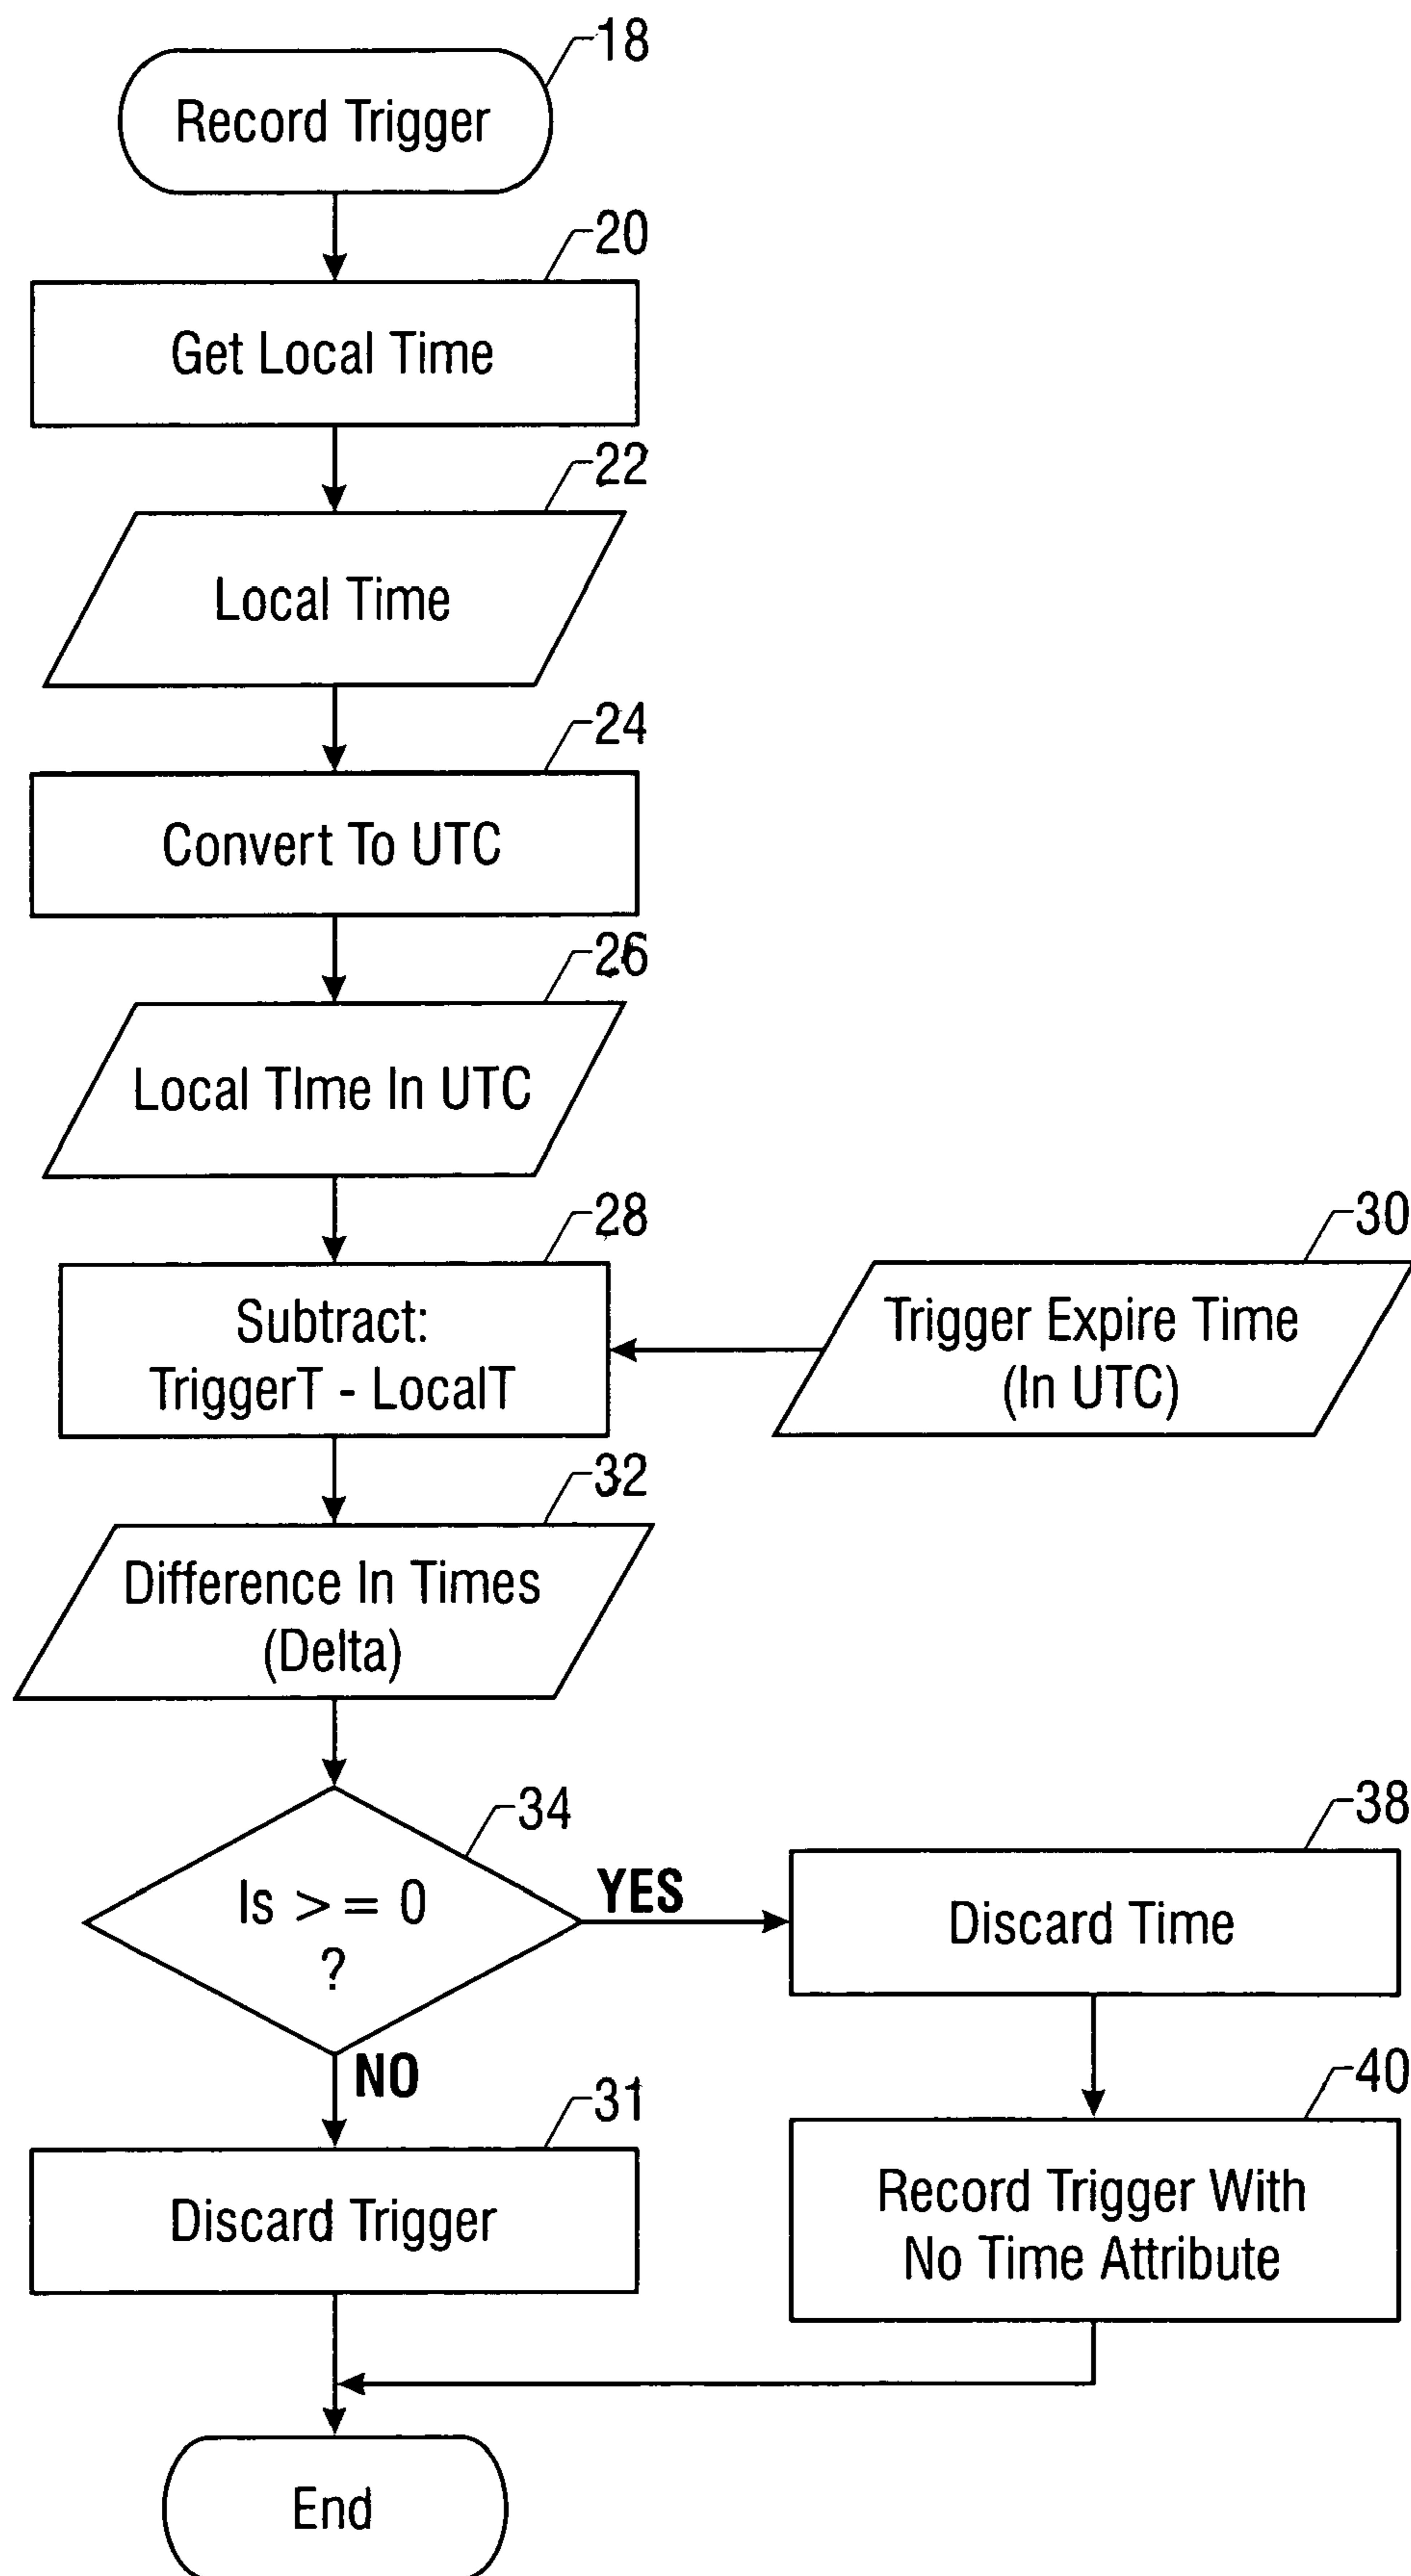 18
Record Trigger
20
Get Local Time
22
Local Time
24
Convert To UTC
26
Local TIme In UTC
28
Subtract:
TriggerT - LocalT
30
Trigger Expire Time
(In UTC)
32
Difference In Times
(Delta)
34
Is >= 0
?
YES
38
Discard Time
NO
31
Discard Trigger
40
Record Trigger With
No Time Attribute
End